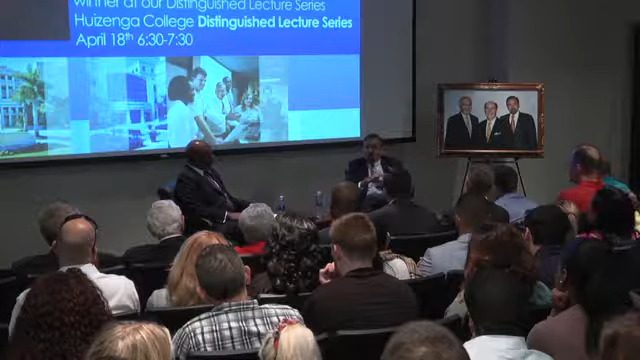 winner at our Distinguished Lecture Series
Huizenga College Distinguished Lecture Series
April 18th 6:30-7:30